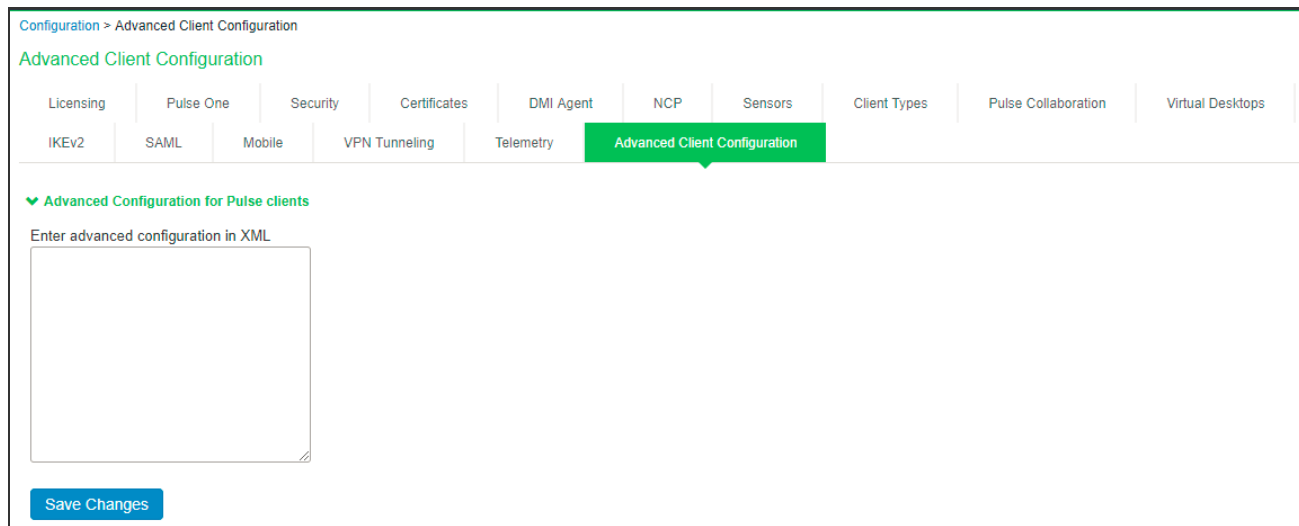 Configuration > Advanced Client Configuration
Advanced Client Configuration
Licensing Pulse One Security Certificates DMI Agent NCP Sensors Client Types Pulse Collaboration Virtual Desktops
IKEv2 SAML Mobile VPN Tunneling Telemetry Advanced Client Configuration
Advanced Configuration for Pulse clients
Enter advanced configuration in XML
Save Changes